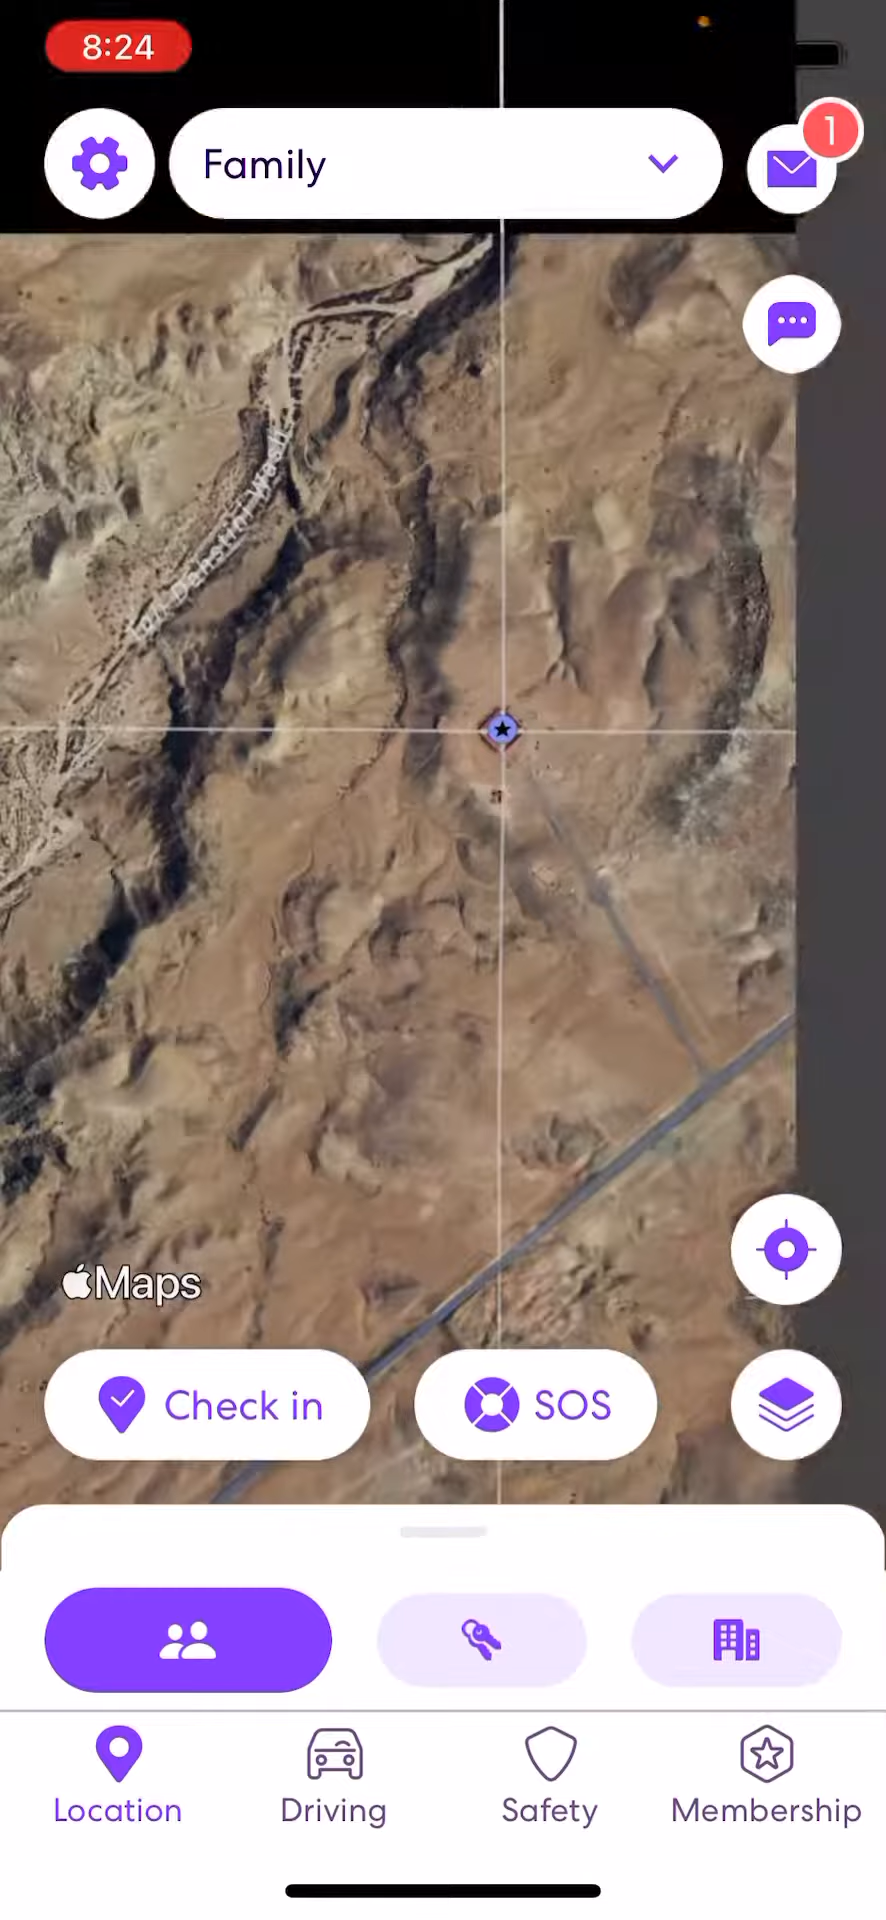 8:24
Family
1
Maps
Check in
SOS
Location
Driving
Safety
Membership